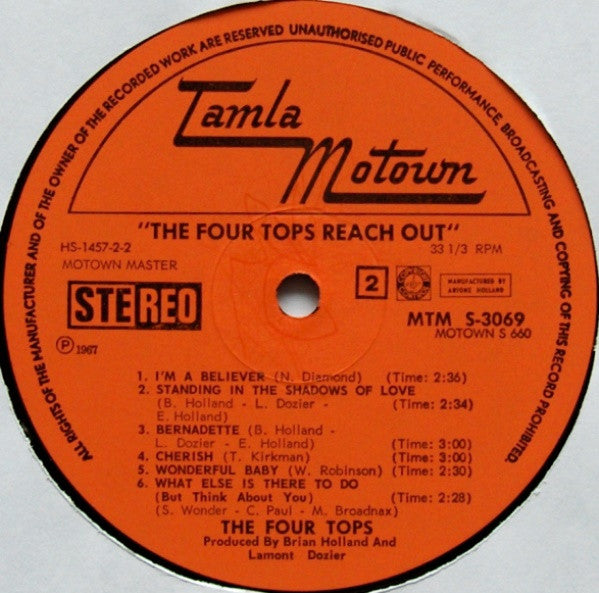 ALL RIGHTS OF THE MANUFACTURER AND OF THE OWNER OF THE RECORDED WORK ARE RESERVED UNAUTHORISED PUBLIC PERFORMANCE, BROADCASTING AND COPYING OF THIS RECORD PROHIBITED.
Tamla
Motown
"THE FOUR TOPS REACH OUT"
HS-1457-2-2 33 1/3 RPM
MOTOWN MASTER
2
MANUFACTURED BY
ARTONE HOLLAND
STEREO
MTM S-3069
MOTOWN S 660
Ⓟ 1967
1. I'M A BELIEVER (N. Diamond) (Time: 2:36)
2. STANDING IN THE SHADOWS OF LOVE
(B. Holland - L. Dozier - (Time: 2:34)
E. Holland)
3. BERNADETTE (B. Holland -
L. Dozier - E. Holland) (Time: 3:00)
4. CHERISH (T. Kirkman) (Time: 3:00)
5. WONDERFUL BABY (W. Robinson) (Time: 2:30)
6. WHAT ELSE IS THERE TO DO
(But Think About You) (Time: 2:28)
(S. Wonder - C. Paul - M. Broadnax)
THE FOUR TOPS
Produced By Brian Holland And
Lamont Dozier